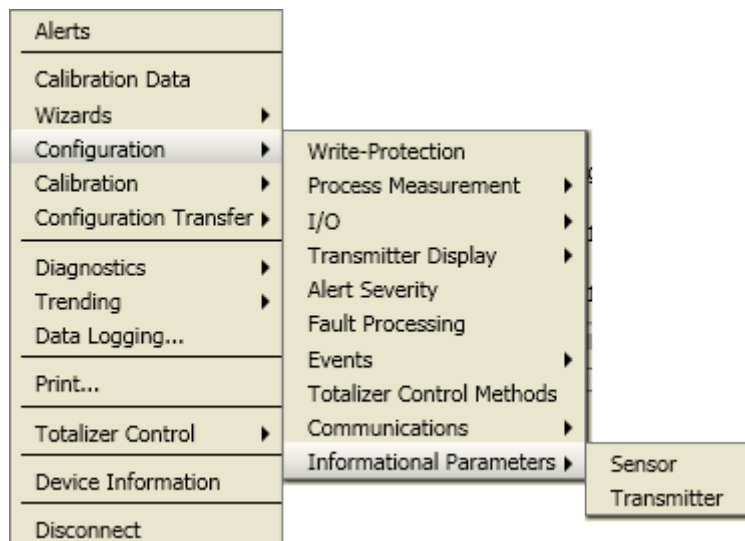 Alerts
Calibration Data
Wizards
Configuration
Calibration
Configuration Transfer
Diagnostics
Trending
Data Logging...
Print...
Totalizer Control
Device Information
Disconnect
Write-Protection
Process Measurement
I/O
Transmitter Display
Alert Severity
Fault Processing
Events
Totalizer Control Methods
Communications
Informational Parameters
Sensor
Transmitter